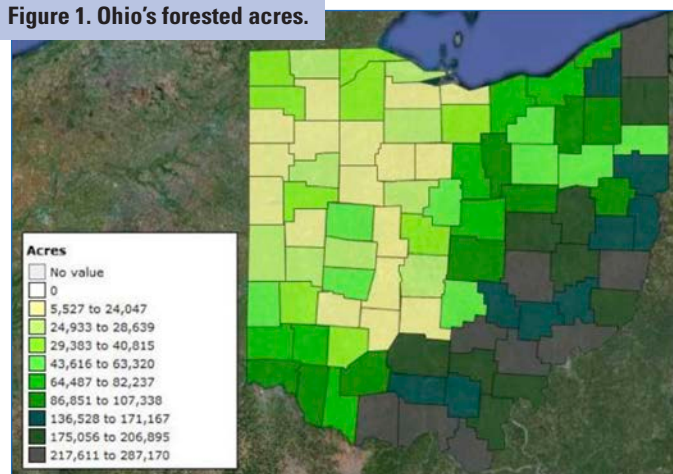 Figure 1. Ohio’s forested acres.
Acres
No value
0
5,527 to 24,047
24,933 to 28,639
29,383 to 40,815
43,616 to 63,320
64,487 to 82,237
86,851 to 107,338
136,528 to 171,167
175,056 to 206,895
217,611 to 287,170